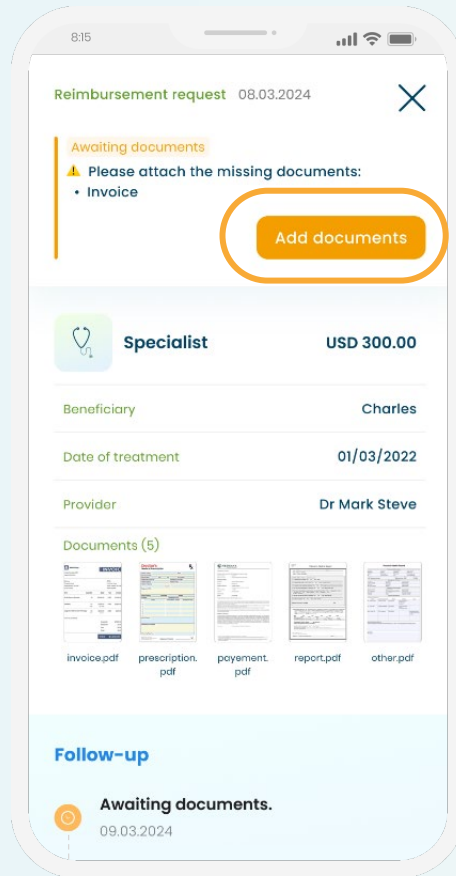 8:15
Reimbursement request 08.03.2024
Awaiting documents
Please attach the missing documents:
• Invoice
Add documents
Specialist USD 300.00
Beneficiary Charles
Date of treatment 01/03/2022
Provider Dr Mark Steve
Documents (5)
INVOICE
invoice.pdf prescription.pdf payement.pdf report.pdf other.pdf
Follow-up
Awaiting documents.
09.03.2024